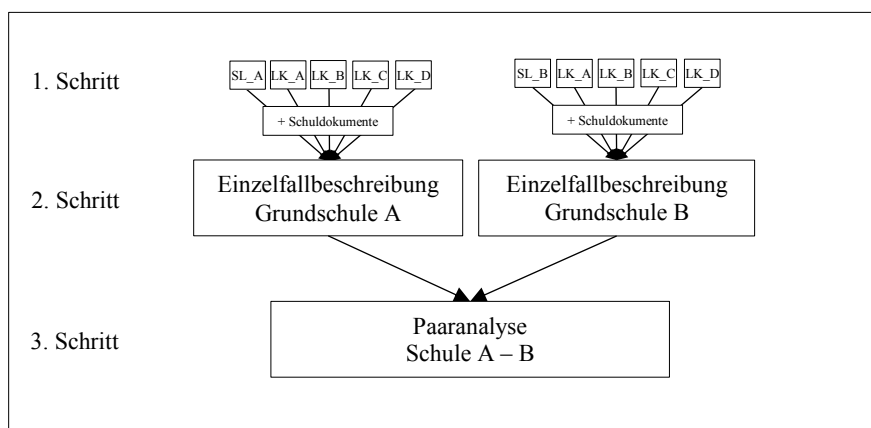 1. Schritt
SL_A LK_A LK_B LK_C LK_D
SL_B LK_A LK_B LK_C LK_D
+ Schuldokumente
+ Schuldokumente
2. Schritt
Einzelfallbeschreibung
Grundschule A
Einzelfallbeschreibung
Grundschule B
3. Schritt
Paaranalyse
Schule A – B